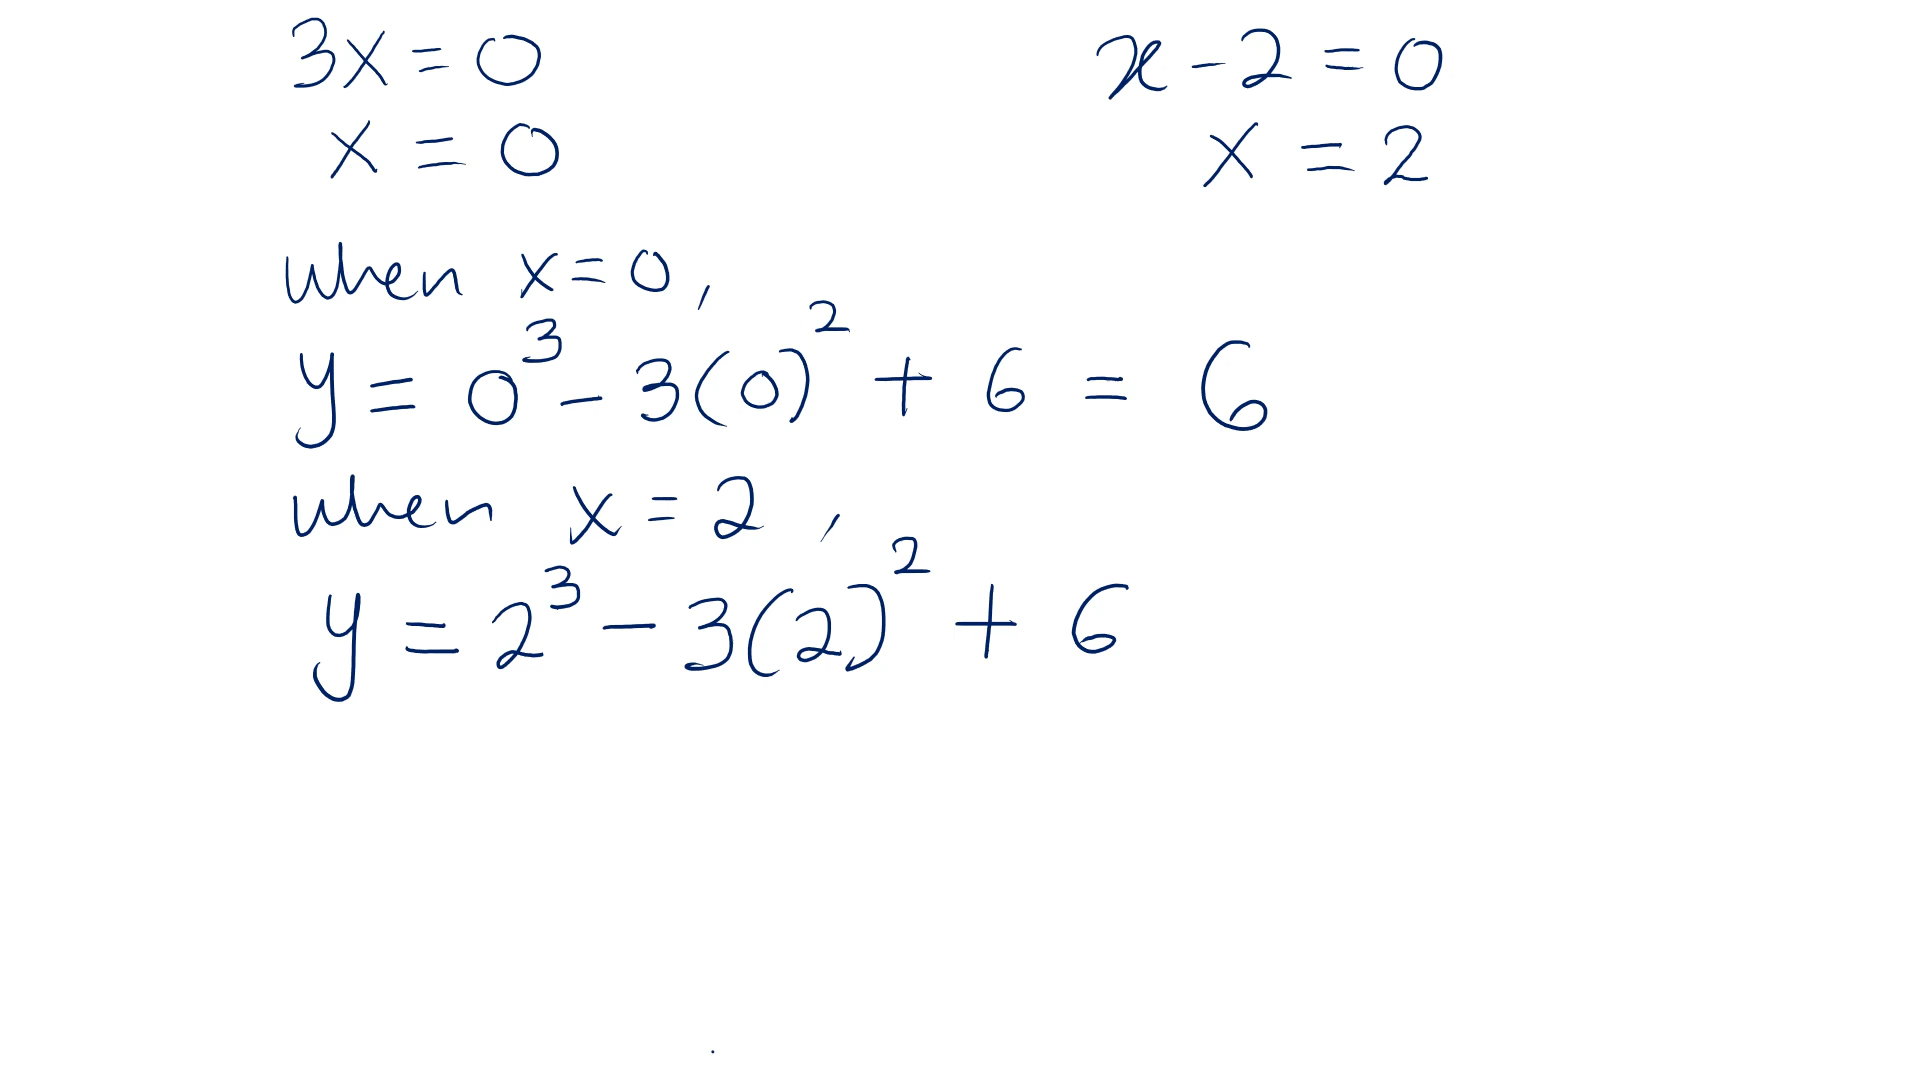 3x = 0
x = 0
x - 2 = 0
x = 2
when x = 0,
y = 0³ - 3(0)² + 6 = 6
when x = 2,
y = 2³ - 3(2)² + 6